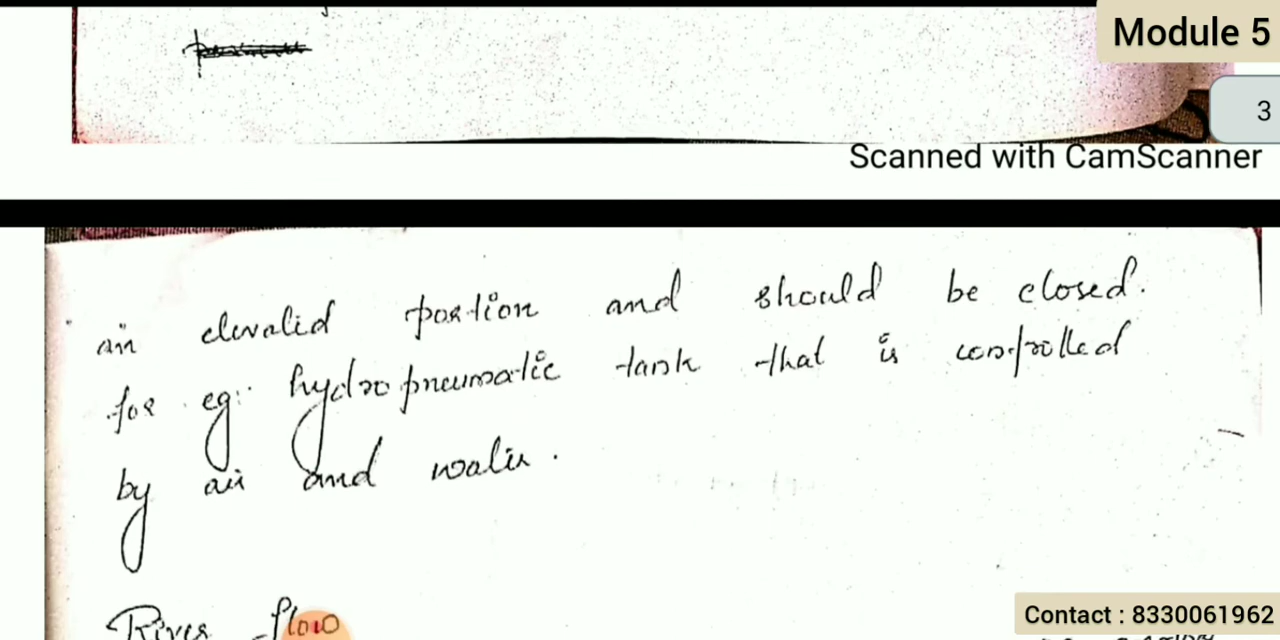 Module 5
3
Scanned with CamScanner
an elevated portion and should be closed.
for eg: hydropneumatic tank that is controlled
by air and water.
River flow
Contact : 8330061962